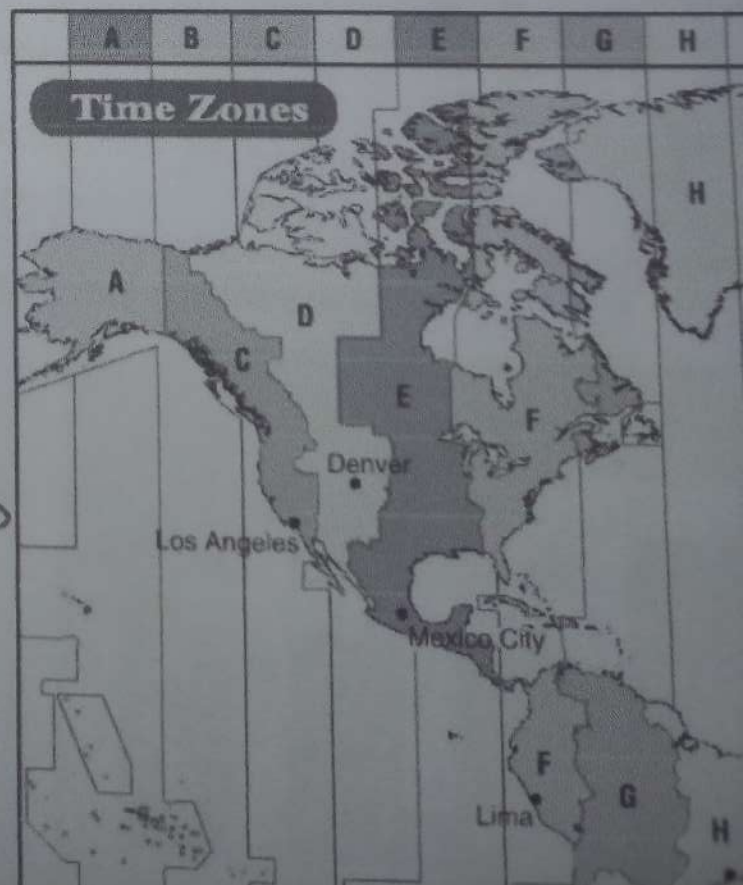 A B C D E F G H
Time Zones
H
A
D
C
E
F
Denver
Los Angeles
Mexico City
F
G
Lima
H